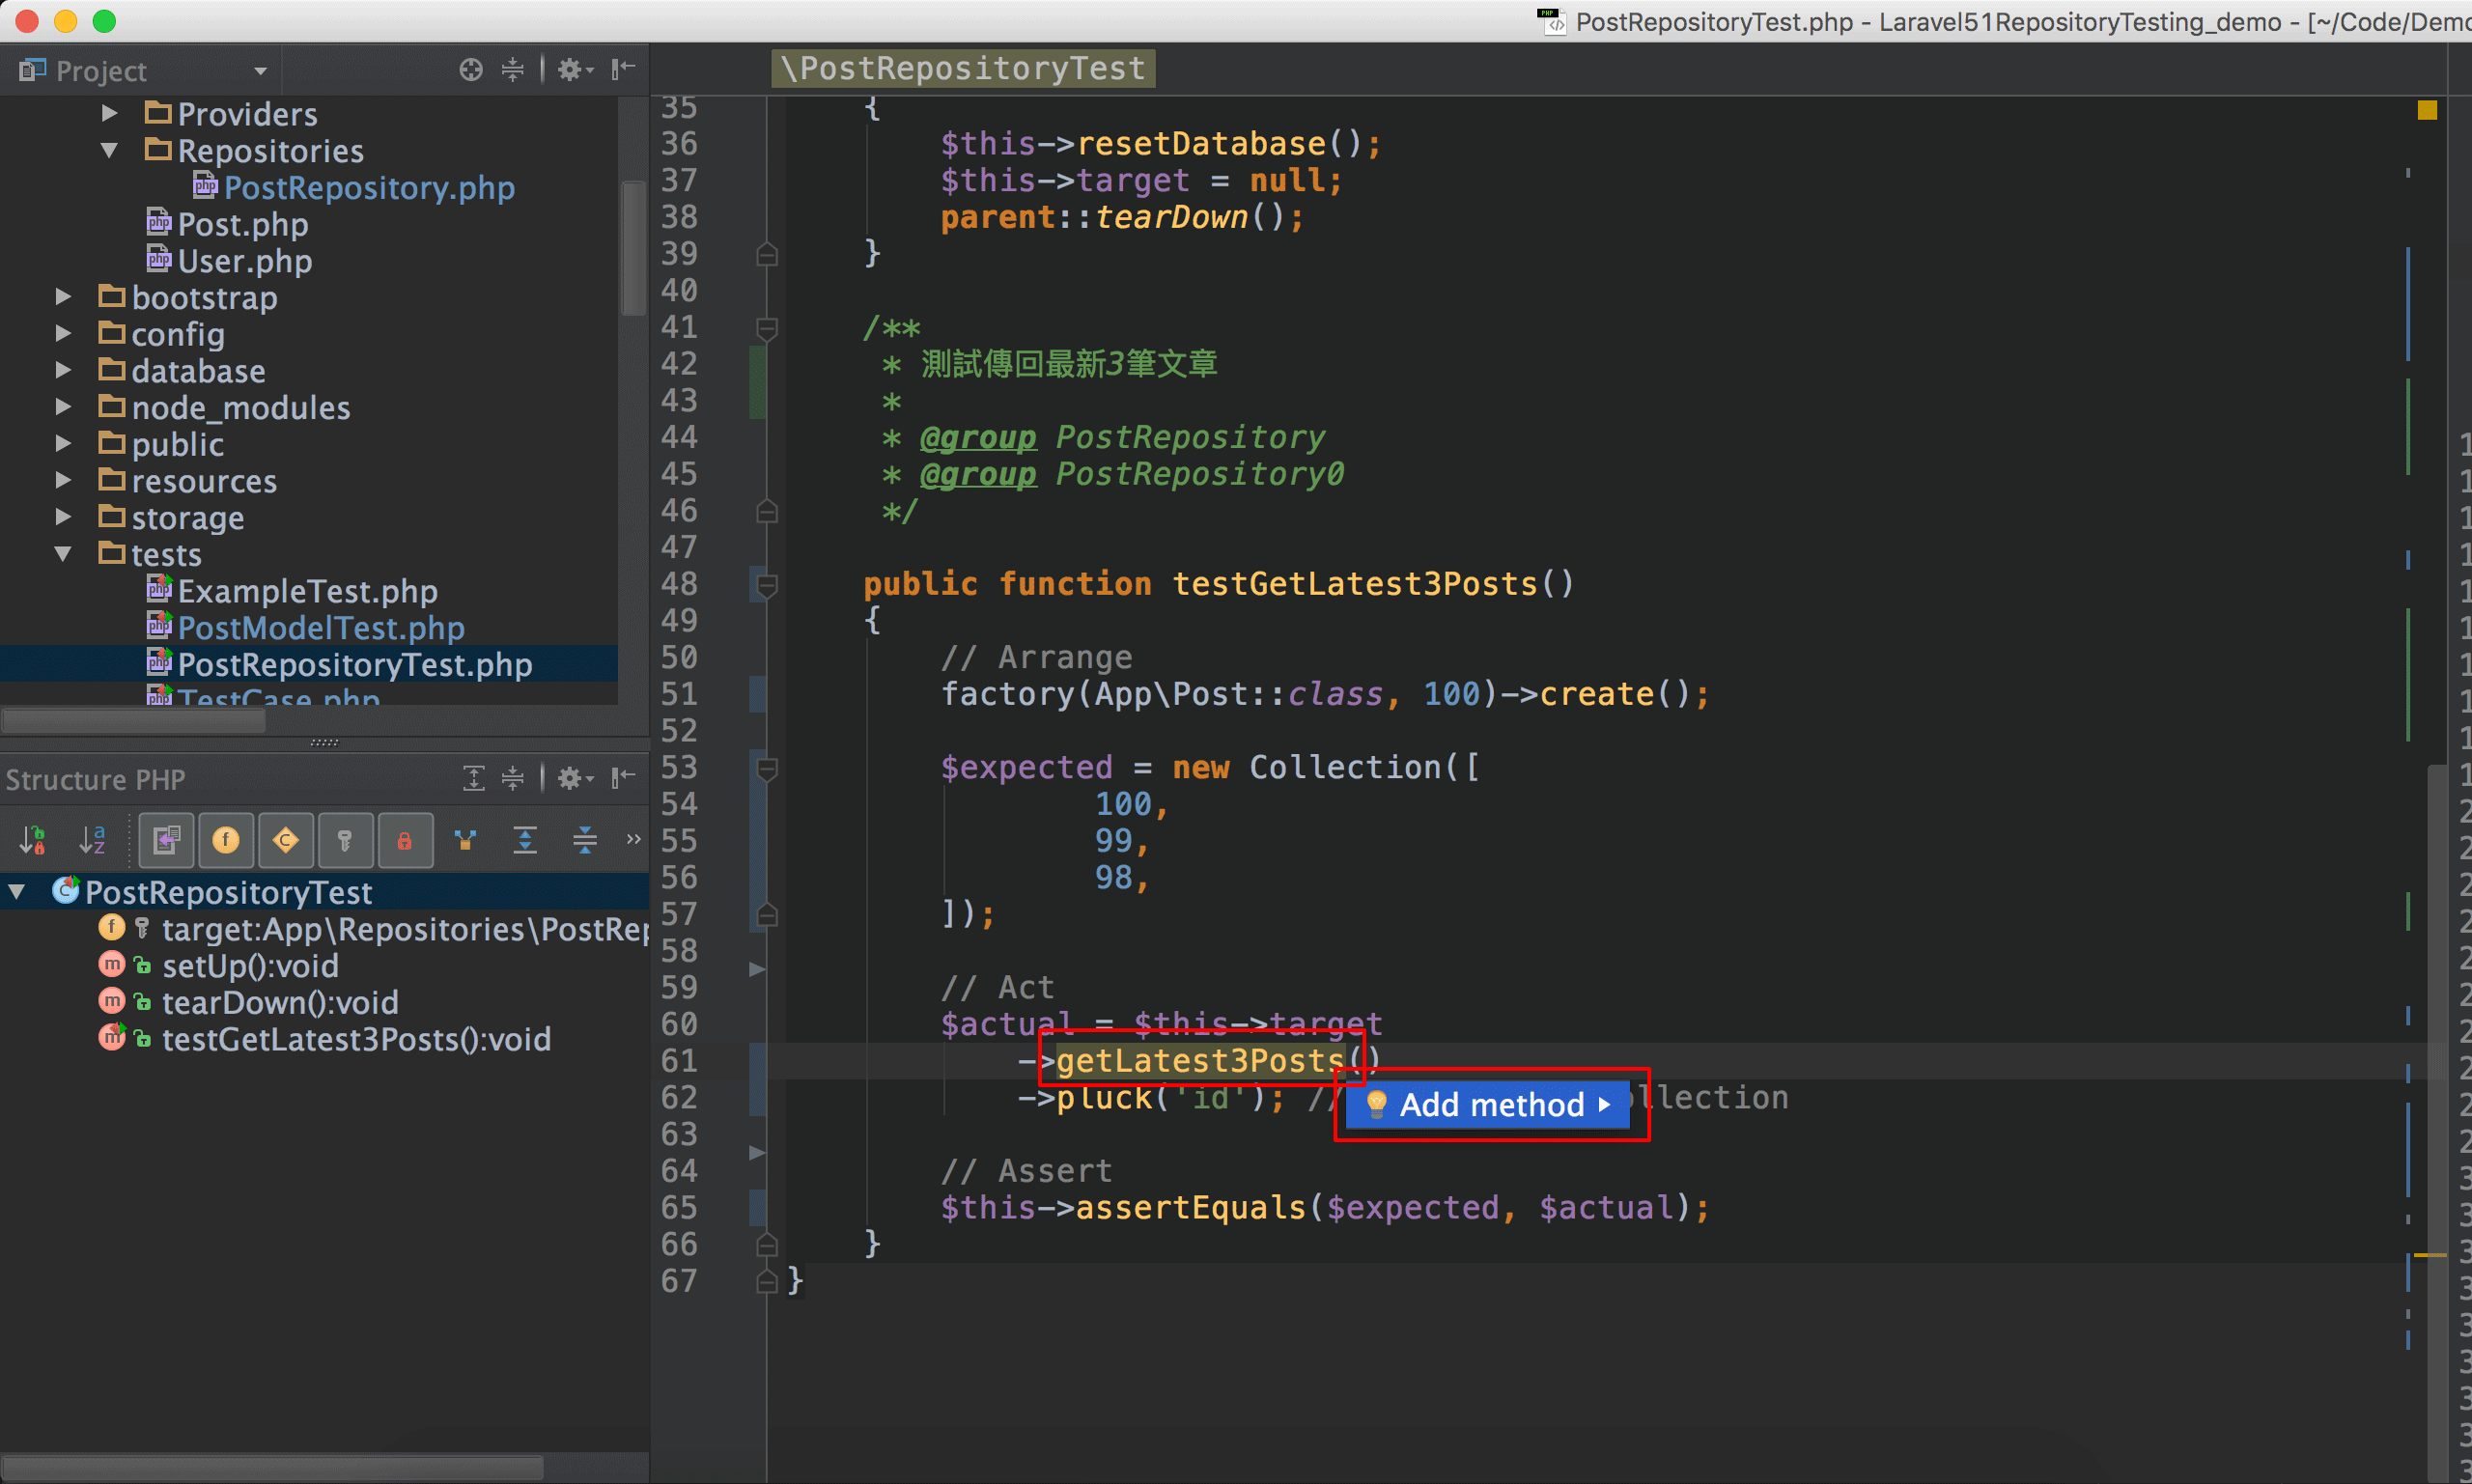 PostRepositoryTest.php - Laravel51RepositoryTesting_demo - [~/Code/Demo
Project
Providers
Repositories
PostRepository.php
Post.php
User.php
bootstrap
config
database
node_modules
public
resources
storage
tests
ExampleTest.php
PostModelTest.php
PostRepositoryTest.php
TestCase.php
Structure PHP
PostRepositoryTest
target:App\Repositories\PostRep
setUp():void
tearDown():void
testGetLatest3Posts():void
\PostRepositoryTest
35 {
36 $this->resetDatabase();
37 $this->target = null;
38 parent::tearDown();
39 }
40
41 /**
42 * 測試傳回最新3筆文章
43 *
44 * @group PostRepository
45 * @group PostRepository0
46 */
47
48 public function testGetLatest3Posts()
49 {
50 // Arrange
51 factory(App\Post::class, 100)->create();
52
53 $expected = new Collection([
54 100,
55 99,
56 98,
57 ]);
58
59 // Act
60 $actual = $this->target
61 ->getLatest3Posts()
62 ->pluck('id'); // llection
Add method
63
64 // Assert
65 $this->assertEquals($expected, $actual);
66 }
67 }